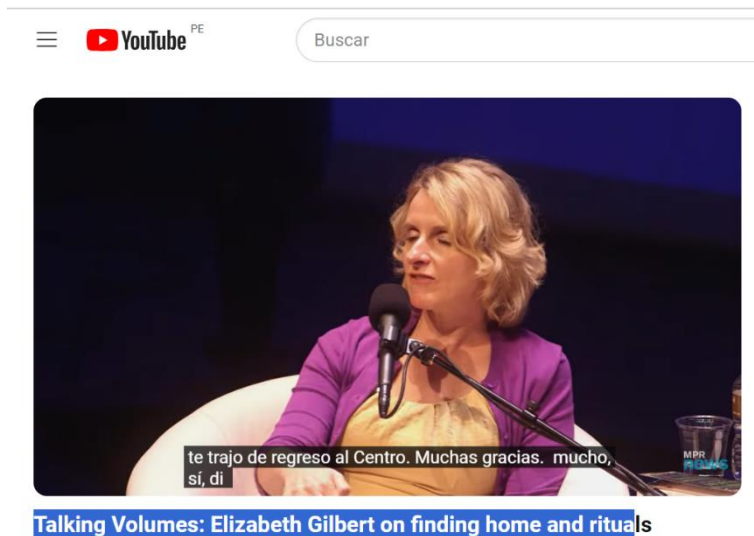 YouTube PE
Buscar
te trajo de regreso al Centro. Muchas gracias. mucho,
sí, di
MPR
news
Talking Volumes: Elizabeth Gilbert on finding home and rituals